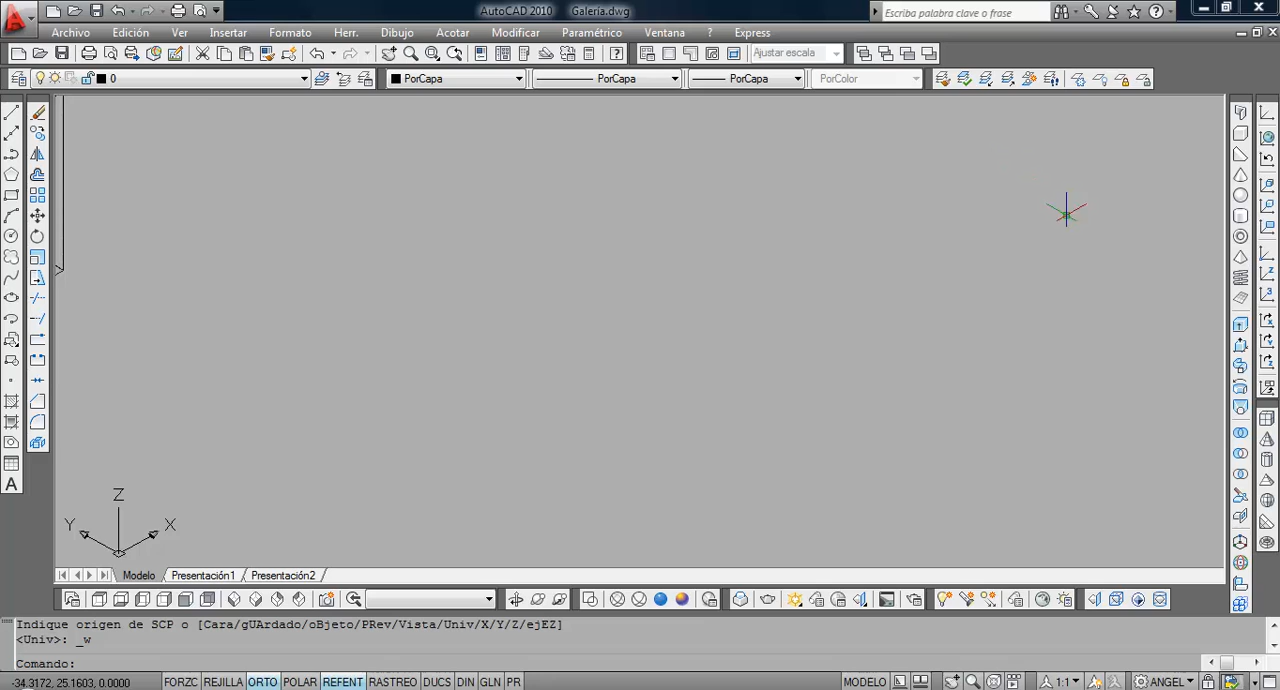 AutoCAD 2010 Galería.dwg
Escriba palabra clave o frase
Archivo Edición Ver Insertar Formato Herr. Dibujo Acotar Modificar Paramétrico Ventana ? Express
Ajustar escala
0 PorCapa PorCapa PorCapa PorColor
Z
Y X
Modelo Presentación1 Presentación2
Indique origen de SCP o [Cara/gUArdado/oBjeto/PRev/Vista/Univ/X/Y/Z/ejEZ]
<Univ>: _w
Comando:
-34.3172, 25.1603, 0.0000 FORZC REJILLA ORTO POLAR REFENT RASTREO DUCS DIN GLN PR MODELO 1:1 ANGEL